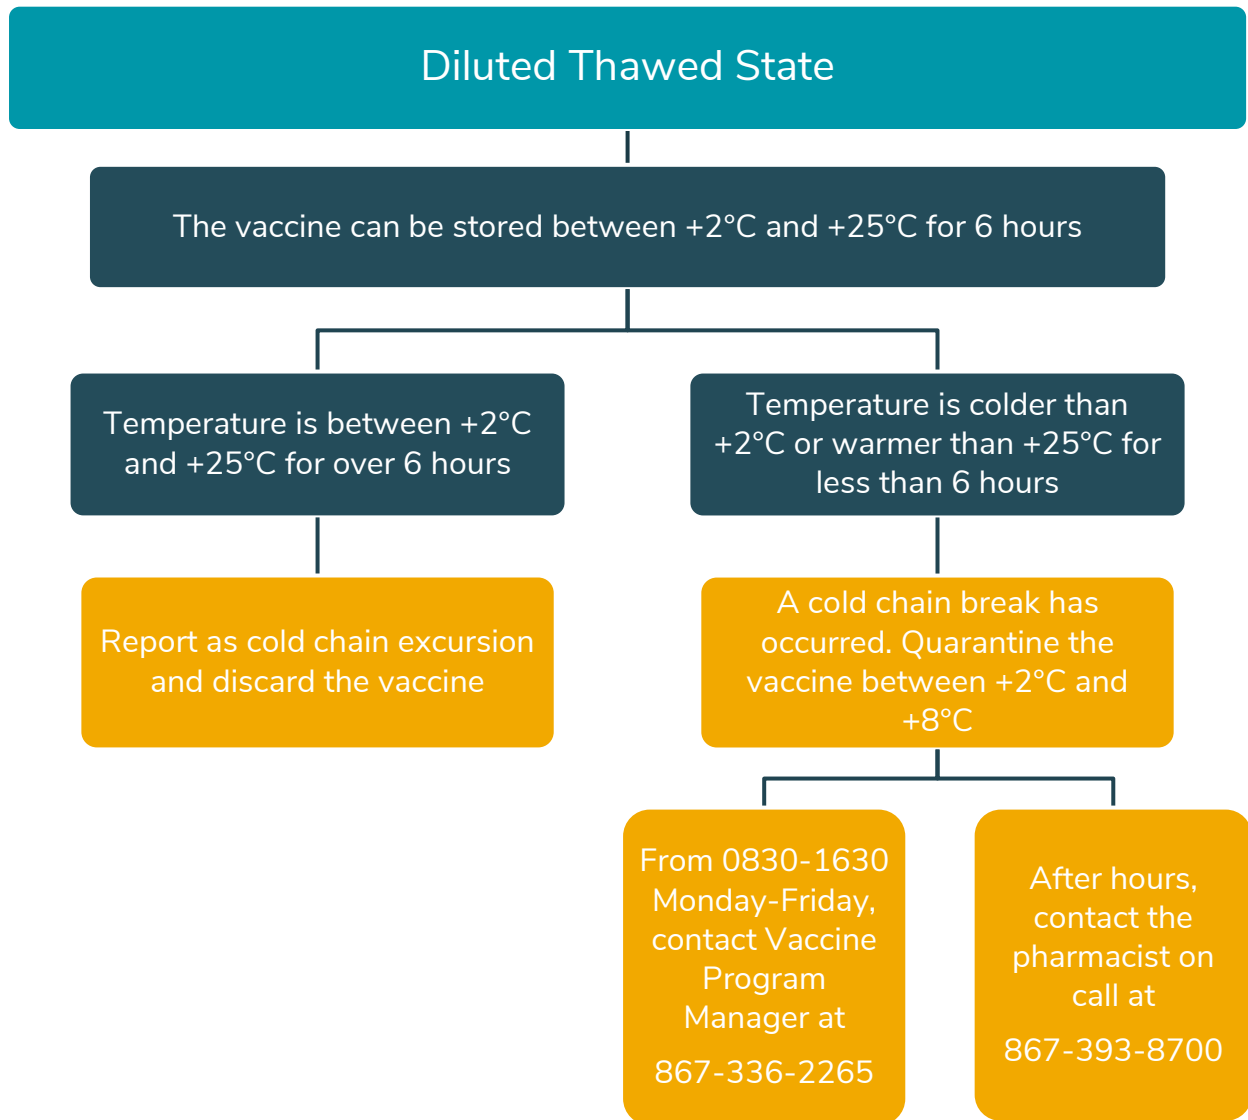 Diluted Thawed State
The vaccine can be stored between +2°C and +25°C for 6 hours
Temperature is between +2°C
and +25°C for over 6 hours
Temperature is colder than
+2°C or warmer than +25°C for
less than 6 hours
Report as cold chain excursion
and discard the vaccine
A cold chain break has
occurred. Quarantine the
vaccine between +2°C and
+8°C
From 0830-1630
Monday-Friday,
contact Vaccine
Program
Manager at
867-336-2265
After hours,
contact the
pharmacist on
call at
867-393-8700